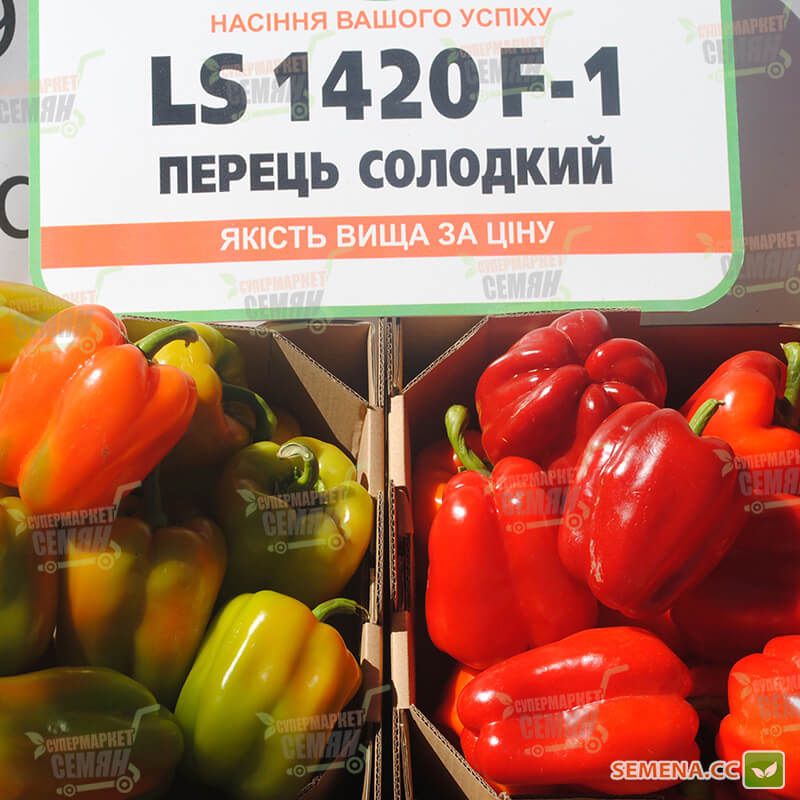 НАСІННЯ ВАШОГО УСПІХУ
LS 1420 F-1
ПЕРЕЦЬ СОЛОДКИЙ
ЯКІСТЬ ВИЩА ЗА ЦІНУ
СУПЕРМАРКЕТ
СЕМЯН
SEMENA.CC